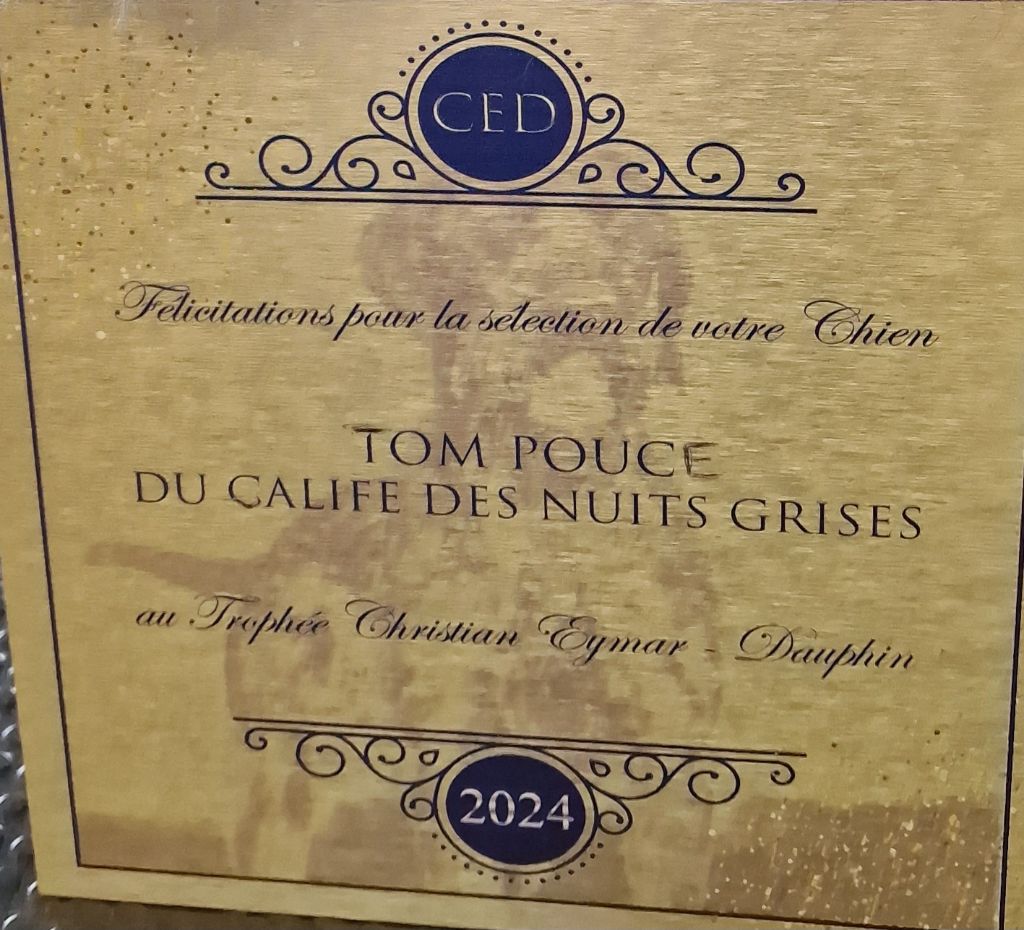 CED
Félicitations pour la sélection de votre Chien
TOM POUCE
DU CALIFE DES NUITS GRISES
au Trophée Christian Eymar - Dauphin
2024